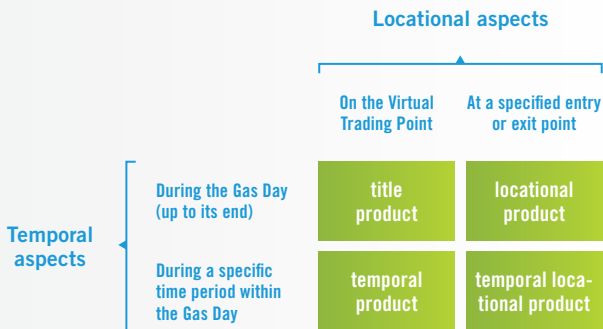 Locational aspects
On the Virtual
Trading Point
At a specified entry
or exit point
Temporal
aspects
During the Gas Day
(up to its end)
title
product
locational
product
During a specific
time period within
the Gas Day
temporal
product
temporal loca-
tional product